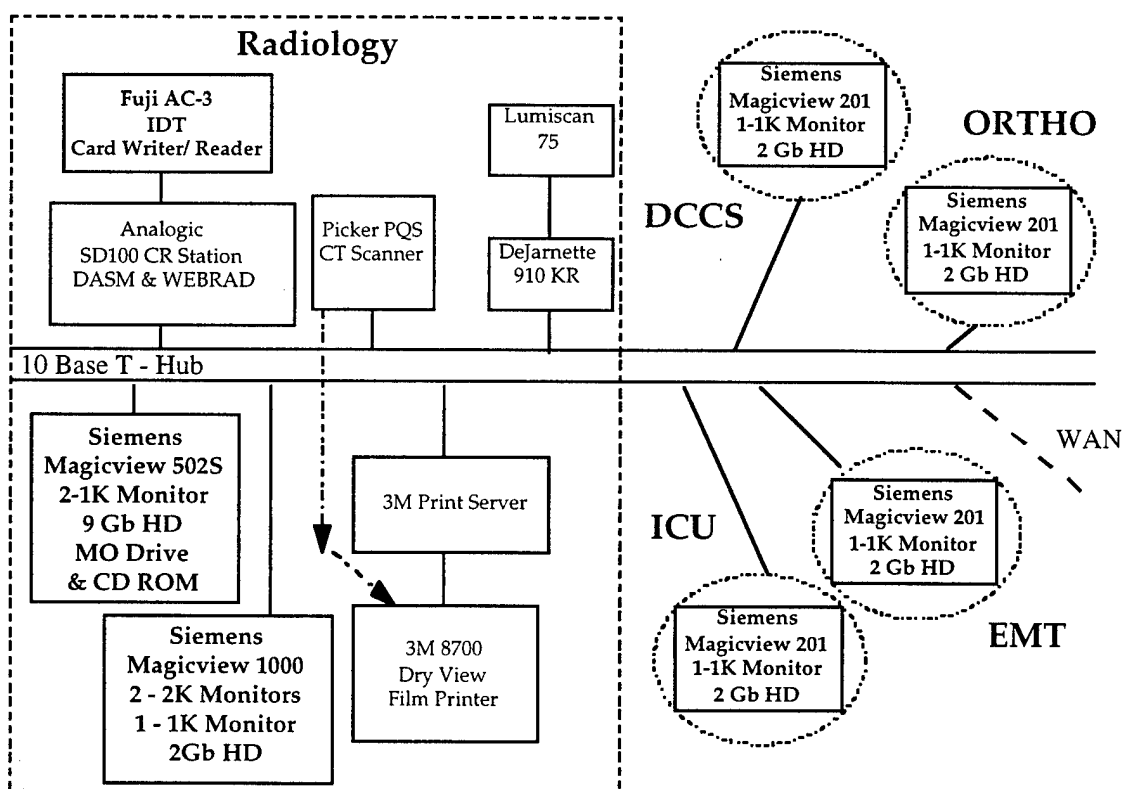 Radiology
Fuji AC-3
IDT
Card Writer/ Reader
Lumiscan
75
Analogic
SD100 CR Station
DASM & WEBRAD
Picker PQS
CT Scanner
DeJarnette
910 KR
Siemens
Magicview 201
1-1K Monitor
2 Gb HD
DCCS
ORTHO
Siemens
Magicview 201
1-1K Monitor
2 Gb HD
10 Base T - Hub
Siemens
Magicview 502S
2-1K Monitor
9 Gb HD
MO Drive
& CD ROM
3M Print Server
Siemens
Magicview 1000
2 - 2K Monitors
1 - 1K Monitor
2Gb HD
3M 8700
Dry View
Film Printer
WAN
ICU
Siemens
Magicview 201
1-1K Monitor
2 Gb HD
EMT
Siemens
Magicview 201
1-1K Monitor
2 Gb HD